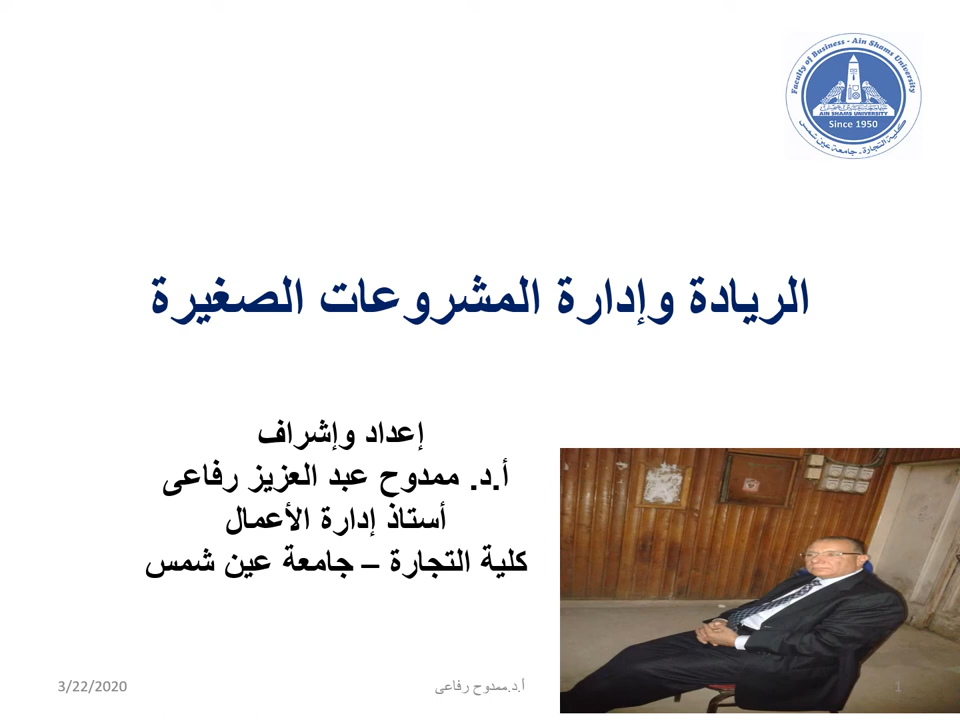 Faculty of Business - Ain Shams University
AIN SHAMS UNIVERSITY
Since 1950
كلية التجارة - جامعة عين شمس
الريادة وإدارة المشروعات الصغيرة
إعداد وإشراف
أ.د. ممدوح عبد العزيز رفاعى
أستاذ إدارة الأعمال
كلية التجارة – جامعة عين شمس
3/22/2020
أ.د.ممدوح رفاعى
1